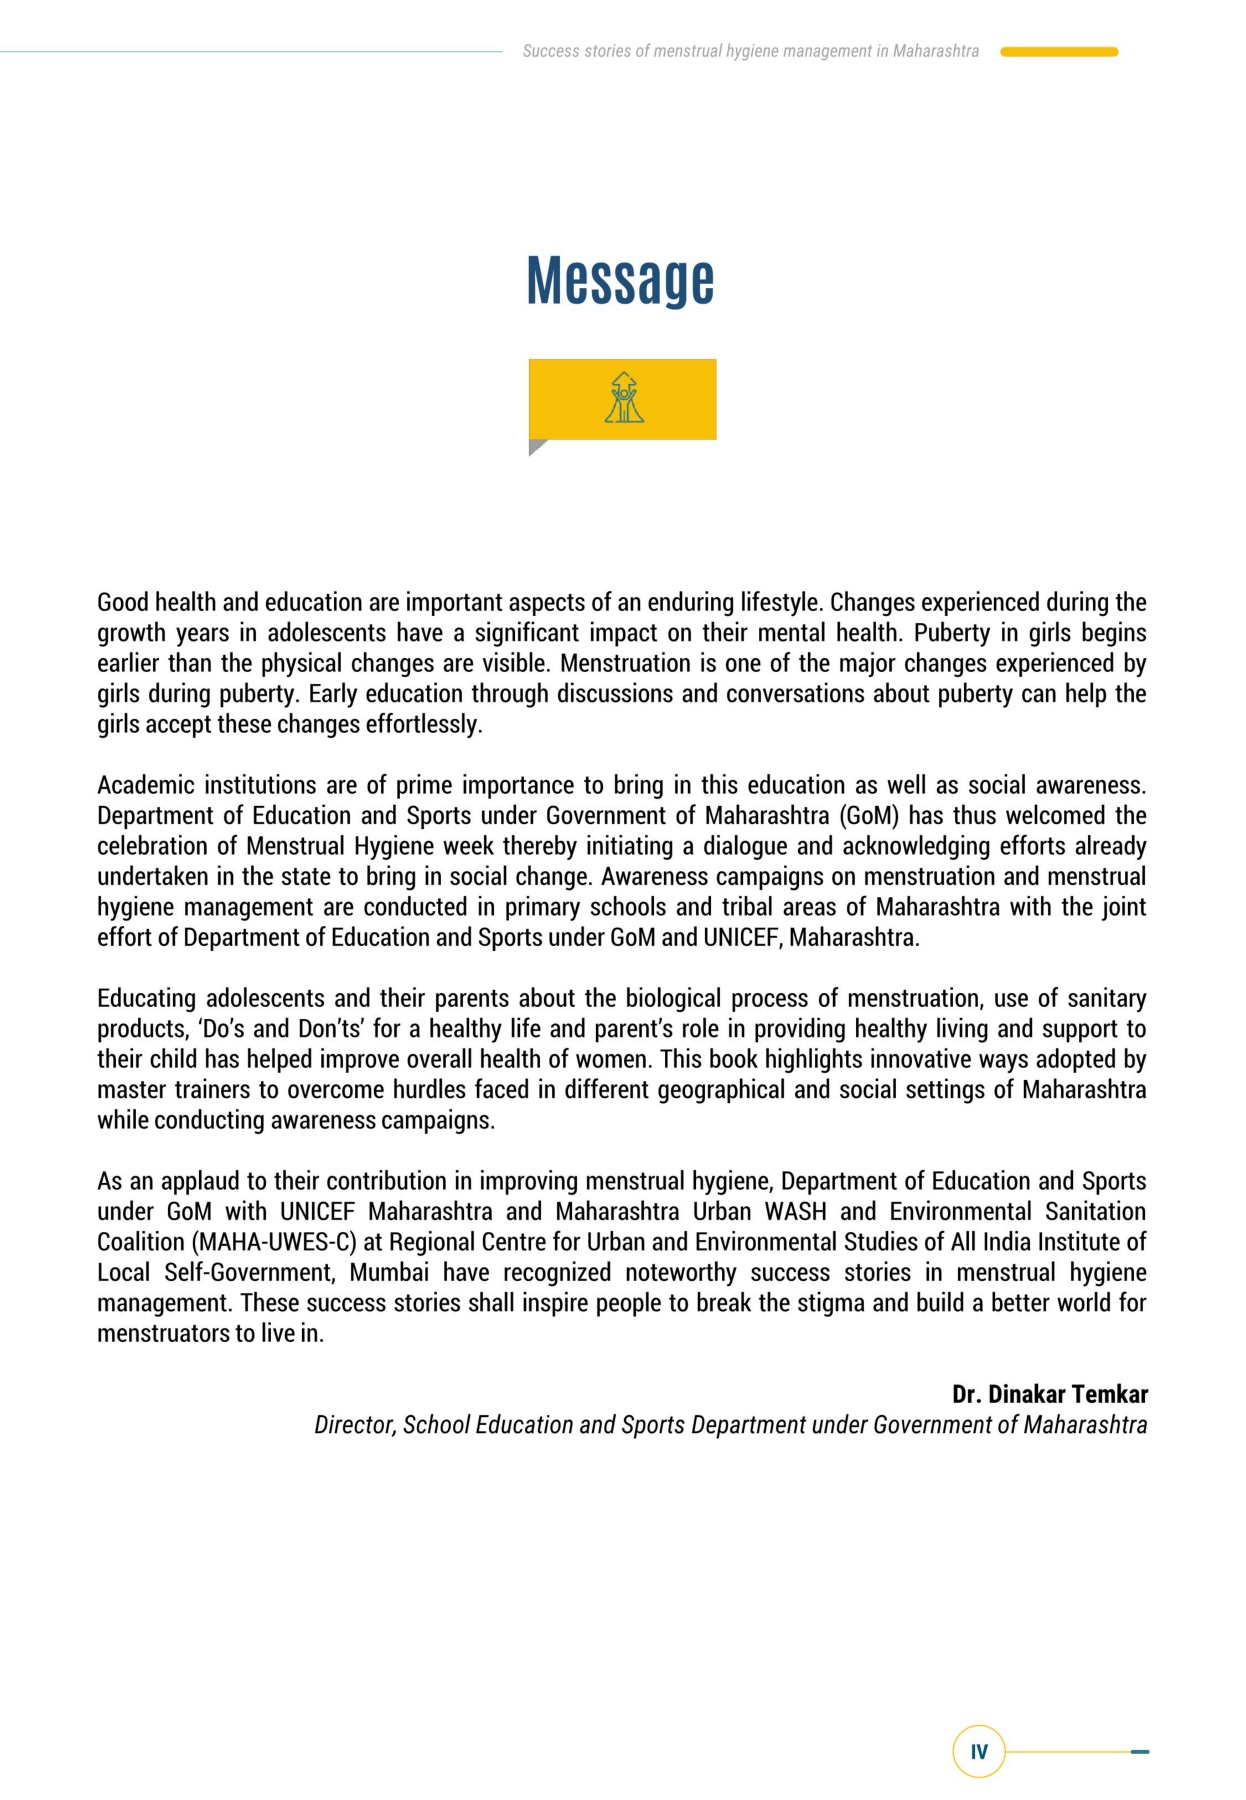 Success stories of menstrual hygiene management in Maharashtra
Message
Good health and education are important aspects of an enduring lifestyle. Changes experienced during the
growth years in adolescents have a significant impact on their mental health. Puberty in girls begins
earlier than the physical changes are visible. Menstruation is one of the major changes experienced by
girls during puberty. Early education through discussions and conversations about puberty can help the
girls accept these changes effortlessly.
Academic institutions are of prime importance to bring in this education as well as social awareness.
Department of Education and Sports under Government of Maharashtra (GoM) has thus welcomed the
celebration of Menstrual Hygiene week thereby initiating a dialogue and acknowledging efforts already
undertaken in the state to bring in social change. Awareness campaigns on menstruation and menstrual
hygiene management are conducted in primary schools and tribal areas of Maharashtra with the joint
effort of Department of Education and Sports under GoM and UNICEF, Maharashtra.
Educating adolescents and their parents about the biological process of menstruation, use of sanitary
products, ‘Do’s and Don’ts’ for a healthy life and parent’s role in providing healthy living and support to
their child has helped improve overall health of women. This book highlights innovative ways adopted by
master trainers to overcome hurdles faced in different geographical and social settings of Maharashtra
while conducting awareness campaigns.
As an applaud to their contribution in improving menstrual hygiene, Department of Education and Sports
under GoM with UNICEF Maharashtra and Maharashtra Urban WASH and Environmental Sanitation
Coalition (MAHA-UWES-C) at Regional Centre for Urban and Environmental Studies of All India Institute of
Local Self-Government, Mumbai have recognized noteworthy success stories in menstrual hygiene
management. These success stories shall inspire people to break the stigma and build a better world for
menstruators to live in.
Dr. Dinakar Temkar
Director, School Education and Sports Department under Government of Maharashtra
IV